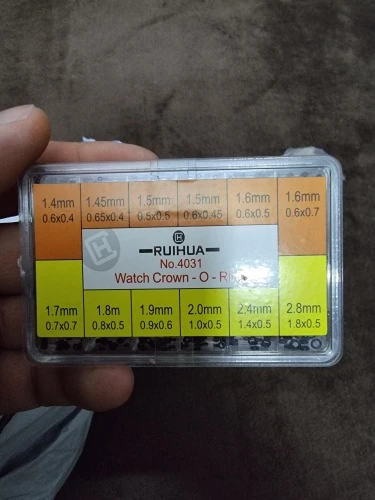 1.4mm 1.45mm 1.5mm 1.5mm 1.6mm 1.6mm
0.6x0.4 0.65x0.4 0.5x0.5 0.6x0.45 0.6x0.5 0.6x0.7
RUIHUA
No.4031
Watch Crown - O -
1.7mm 1.8m 1.9mm 2.0mm 2.4mm 2.8mm
0.7x0.7 0.8x0.5 0.9x0.6 1.0x0.5 1.4x0.5 1.8x0.5